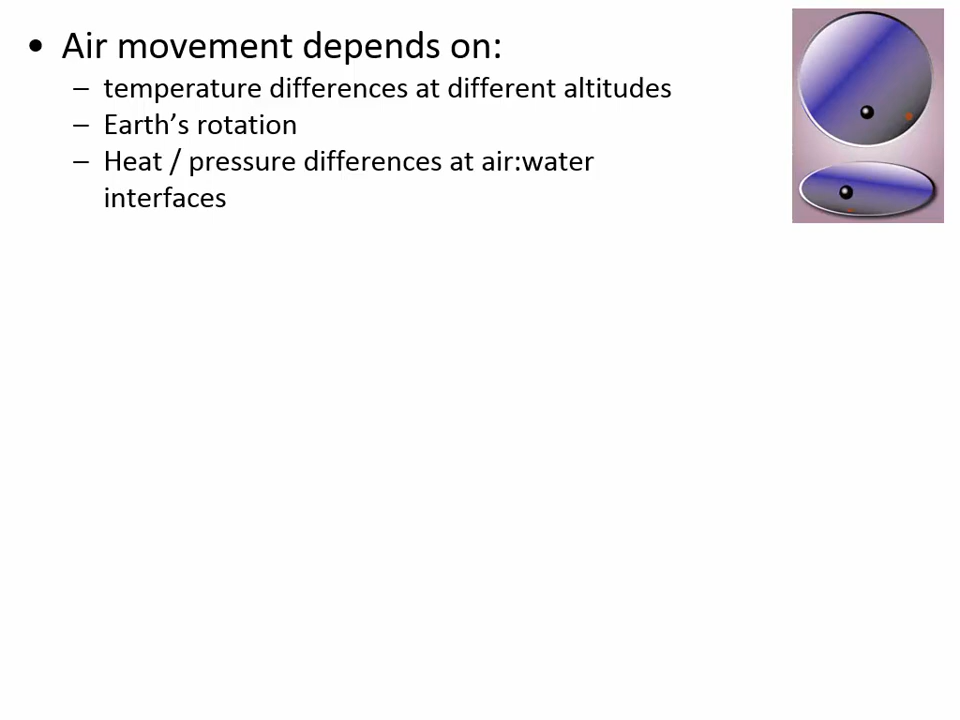 • Air movement depends on:
– temperature differences at different altitudes
– Earth’s rotation
– Heat / pressure differences at air:water
interfaces